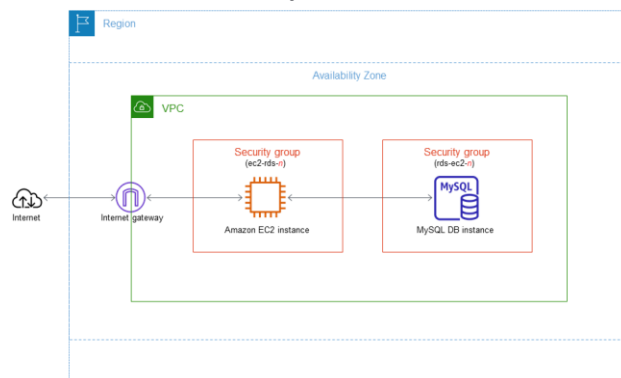 Region
Availability Zone
VPC
Security group
(ec2-rds-n)
Security group
(rds-ec2-n)
MySQL
Internet
Internet gateway
Amazon EC2 instance
MySQL DB instance